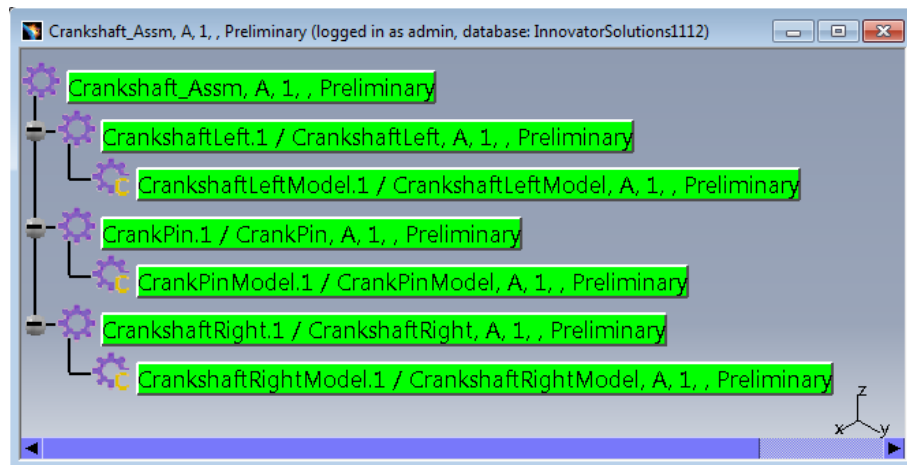 Crankshaft_Assm, A, 1, , Preliminary (logged in as admin, database: InnovatorSolutions1112)
Crankshaft_Assm, A, 1, , Preliminary
CrankshaftLeft.1 / CrankshaftLeft, A, 1, , Preliminary
C CrankshaftLeftModel.1 / CrankshaftLeftModel, A, 1, , Preliminary
CrankPin.1 / CrankPin, A, 1, , Preliminary
C CrankPinModel.1 / CrankPinModel, A, 1, , Preliminary
CrankshaftRight.1 / CrankshaftRight, A, 1, , Preliminary
C CrankshaftRightModel.1 / CrankshaftRightModel, A, 1, , Preliminary
z
x y